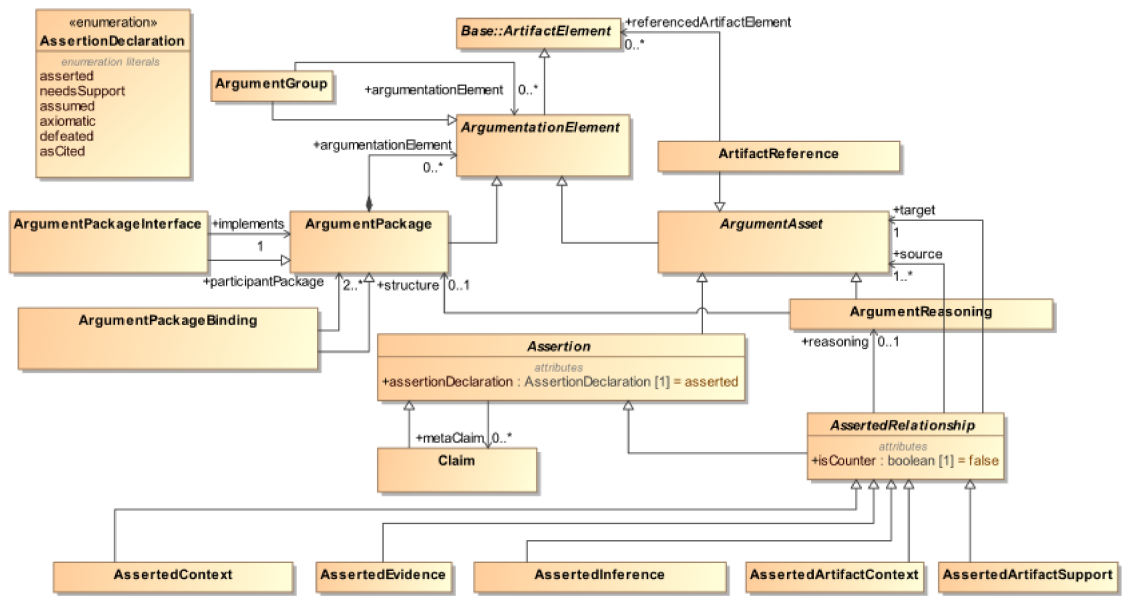 «enumeration»
AssertionDeclaration
enumeration literals
asserted
needsSupport
assumed
axiomatic
defeated
asCited
Base::ArtifactElement
+referencedArtifactElement
0..*
ArgumentGroup
+argumentationElement
0..*
ArgumentationElement
+argumentationElement
0..*
ArtifactReference
ArgumentPackageInterface
+implements
1
ArgumentPackage
ArgumentAsset
+target
1
+source
1..*
+participantPackage
2..*
+structure
0..1
ArgumentPackageBinding
ArgumentReasoning
+reasoning
0..1
Assertion
attributes
+assertionDeclaration : AssertionDeclaration [1] = asserted
+metaClaim
0..*
Claim
AssertedRelationship
attributes
+isCounter : boolean [1] = false
AssertedContext
AssertedEvidence
AssertedInference
AssertedArtifactContext
AssertedArtifactSupport